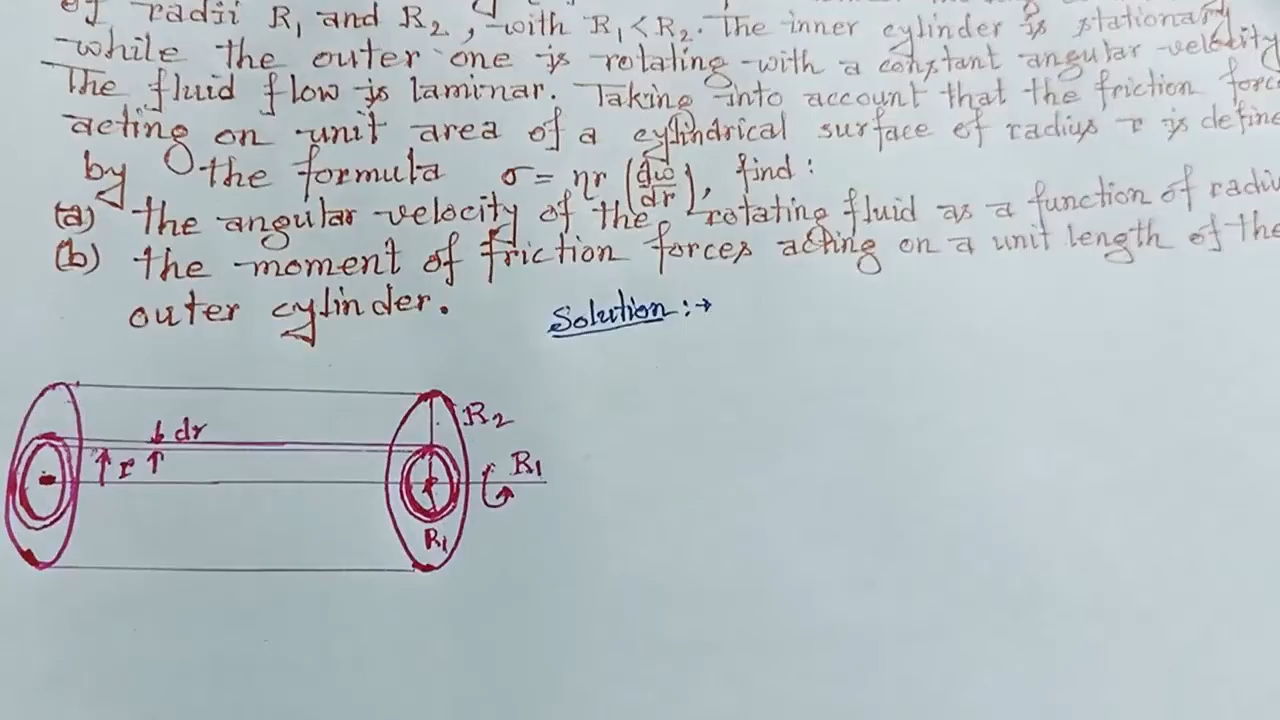 of radii R₁ and R₂, with R₁ < R₂. The inner cylinder is stationary
while the outer one is rotating with a constant angular velocity
The fluid flow is laminar. Taking into account that the friction forc
acting on unit area of a cylindrical surface of radius r is define
by the formula σ = ηr (dω/dr), find :
(a) the angular velocity of the rotating fluid as a function of radiu
(b) the moment of friction forces acting on a unit length of the
outer cylinder.
Solution :→
R₂
dr
r
R₁
R₁